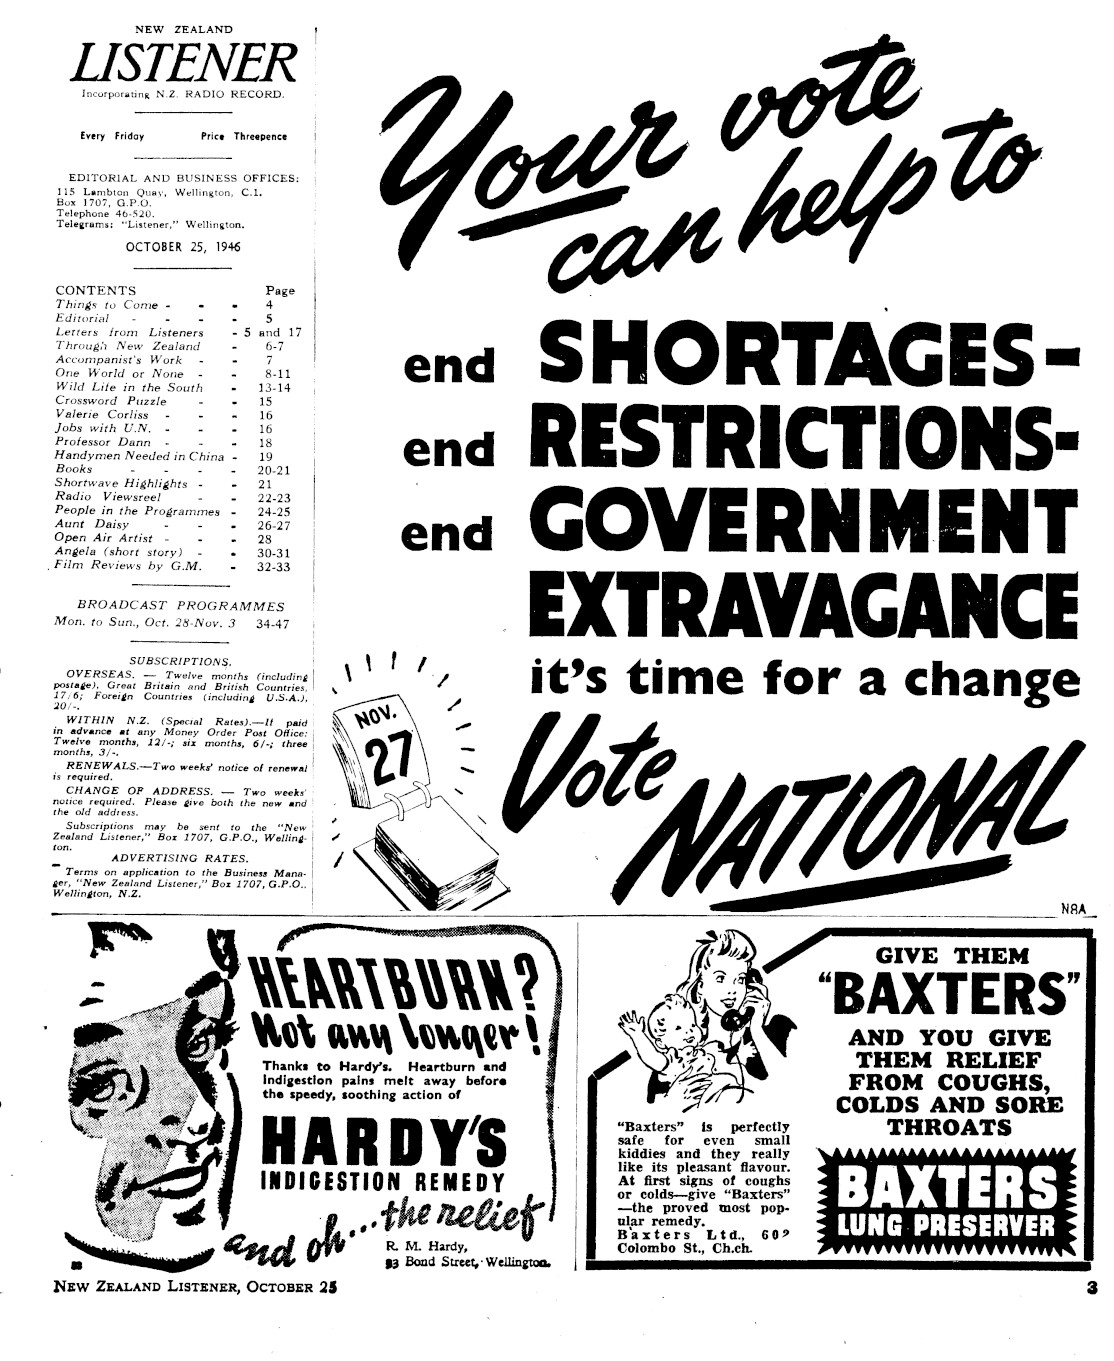 NEW ZEALAND
LISTENER
Incorporating N.Z. RADIO RECORD.
Every Friday Price Threepence
EDITORIAL AND BUSINESS OFFICES:
115 Lambton Quay, Wellington, C.1.
Box 1707, G.P.O.
Telephone 46-520.
Telegrams: "Listener," Wellington.
OCTOBER 25, 1946
CONTENTS Page
Things to Come - - - 4
Editorial - - - - 5
Letters from Listeners - 5 and 17
Through New Zealand - 6-7
Accompanist's Work - - 7
One World or None - - 8-11
Wild Life in the South - 13-14
Crossword Puzzle - - 15
Valerie Corliss - - - 16
Jobs with U.N. - - - 16
Professor Dann - - - 18
Handymen Needed in China - 19
Books - - - - 20-21
Shortwave Highlights - - 21
Radio Viewsreel - - 22-23
People in the Programmes - 24-25
Aunt Daisy - - - 26-27
Open Air Artist - - - 28
Angela (short story) - - 30-31
Film Reviews by G.M. - 32-33
BROADCAST PROGRAMMES
Mon. to Sun., Oct. 28-Nov. 3 34-47
SUBSCRIPTIONS.
OVERSEAS. — Twelve months (including
postage), Great Britain and British Countries,
17/6; Foreign Countries (including U.S.A.),
20/-.
WITHIN N.Z. (Special Rates).—If paid
in advance at any Money Order Post Office:
Twelve months, 12/-; six months, 6/-; three
months, 3/-.
RENEWALS.—Two weeks' notice of renewal
is required.
CHANGE OF ADDRESS. — Two weeks'
notice required. Please give both the new and
the old address.
Subscriptions may be sent to the "New
Zealand Listener," Box 1707, G.P.O., Welling-
ton.
ADVERTISING RATES.
Terms on application to the Business Mana-
ger, "New Zealand Listener," Box 1707, G.P.O.,
Wellington, N.Z.
Your vote
can help to
end SHORTAGES-
end RESTRICTIONS-
end GOVERNMENT
EXTRAVAGANCE
it's time for a change
NOV.
27
Vote
NATIONAL
N8A
HEARTBURN?
Not any longer!
Thanks to Hardy's. Heartburn and
Indigestion pains melt away before
the speedy, soothing action of
HARDY'S
INDIGESTION REMEDY
and oh... the relief
R. M. Hardy,
93 Bond Street, Wellington.
GIVE THEM
"BAXTERS"
AND YOU GIVE
THEM RELIEF
FROM COUGHS,
COLDS AND SORE
THROATS
"Baxters" is perfectly
safe for even small
kiddies and they really
like its pleasant flavour.
At first signs of coughs
or colds—give "Baxters"
—the proved most pop-
ular remedy.
Baxters Ltd., 609
Colombo St., Ch.ch.
BAXTERS
LUNG PRESERVER
NEW ZEALAND LISTENER, OCTOBER 25
3